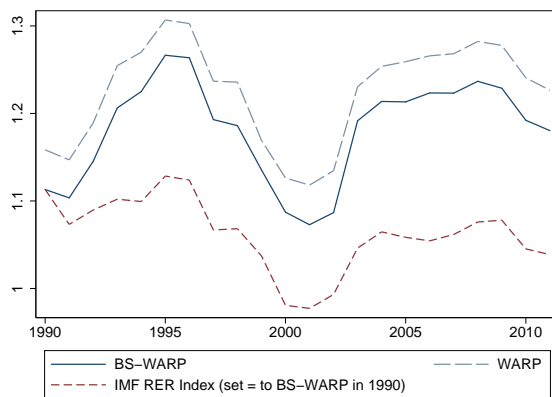 1.3
1.2
1.1
1
1990 1995 2000 2005 2010
BS−WARP WARP
IMF RER Index (set = to BS−WARP in 1990)